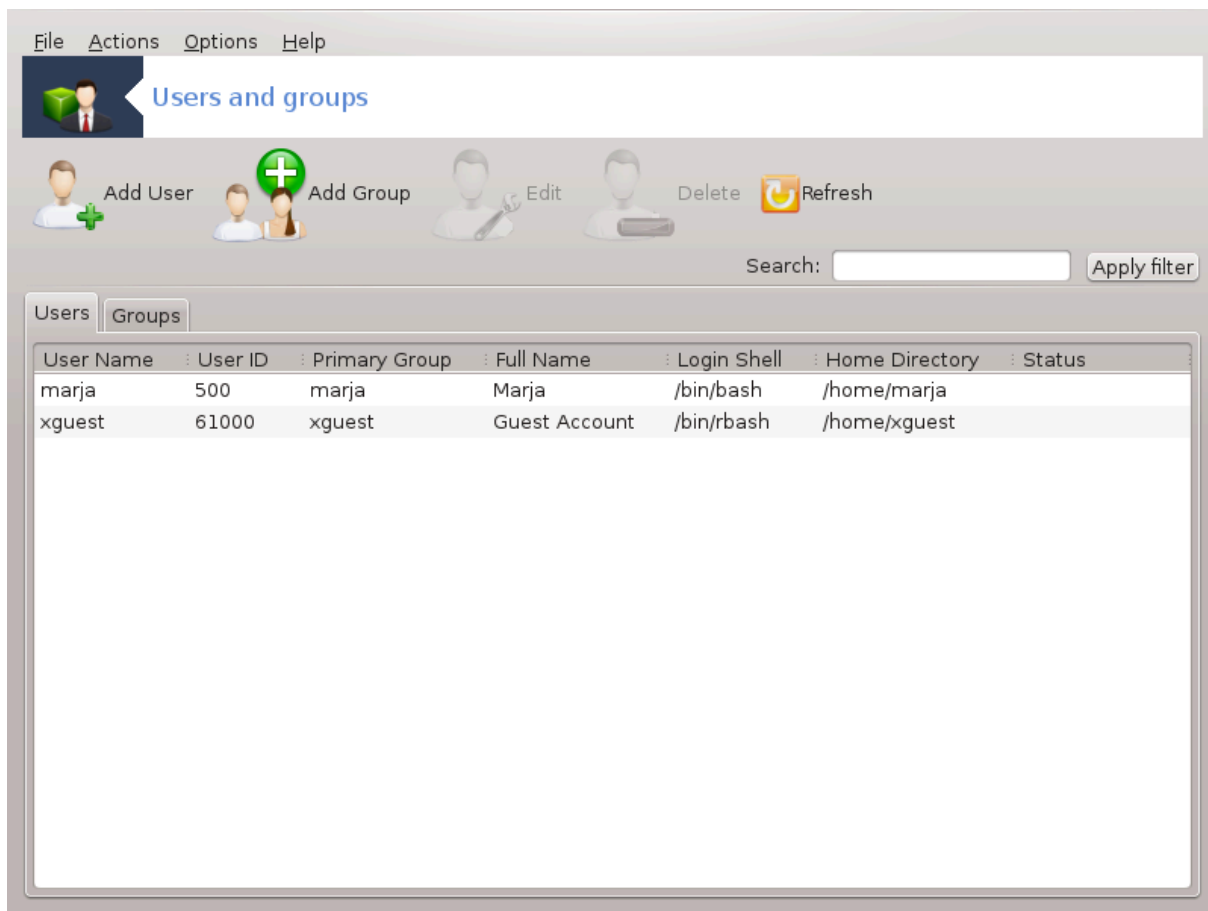 File Actions Options Help
Users and groups
Add User Add Group Edit Delete Refresh
Search: Apply filter
Users Groups
User Name User ID Primary Group Full Name Login Shell Home Directory Status
marja 500 marja Marja /bin/bash /home/marja
xguest 61000 xguest Guest Account /bin/rbash /home/xguest